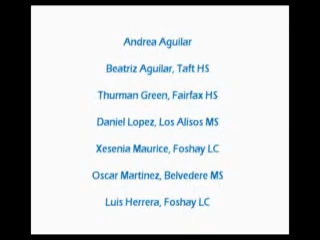 Andrea Aguilar
Beatriz Aguilar, Taft HS
Thurman Green, Fairfax HS
Daniel Lopez, Los Alisos MS
Xesenia Maurice, Foshay LC
Oscar Martinez, Belvedere MS
Luis Herrera, Foshay LC